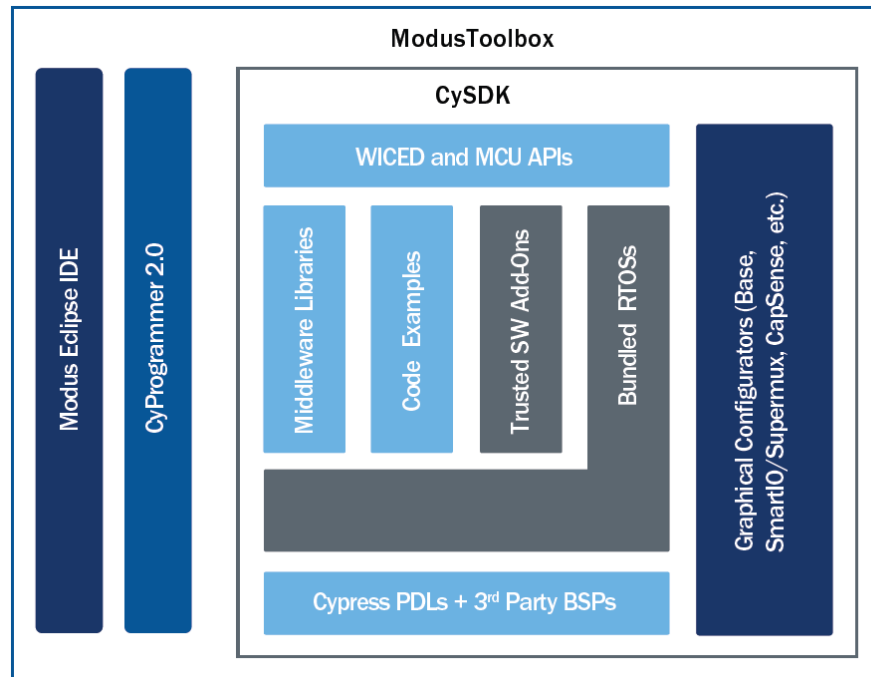 ModusToolbox
Modus Eclipse IDE
CyProgrammer 2.0
CySDK
WICED and MCU APIs
Middleware Libraries
Code Examples
Trusted SW Add-Ons
Bundled RTOSs
Cypress PDLs + 3rd Party BSPs
Graphical Configurators (Base,
SmartIO/Supermux, CapSense, etc.)